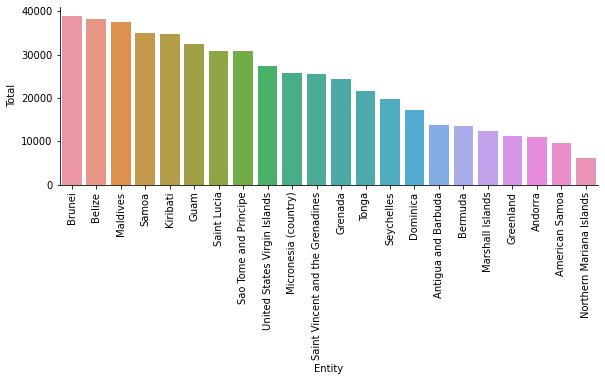 40000
30000
20000
10000
0
Total
Brunei
Belize
Maldives
Samoa
Kiribati
Guam
Saint Lucia
Sao Tome and Principe
United States Virgin Islands
Micronesia (country)
Saint Vincent and the Grenadines
Grenada
Tonga
Seychelles
Dominica
Antigua and Barbuda
Bermuda
Marshall Islands
Greenland
Andorra
American Samoa
Northern Mariana Islands
Entity